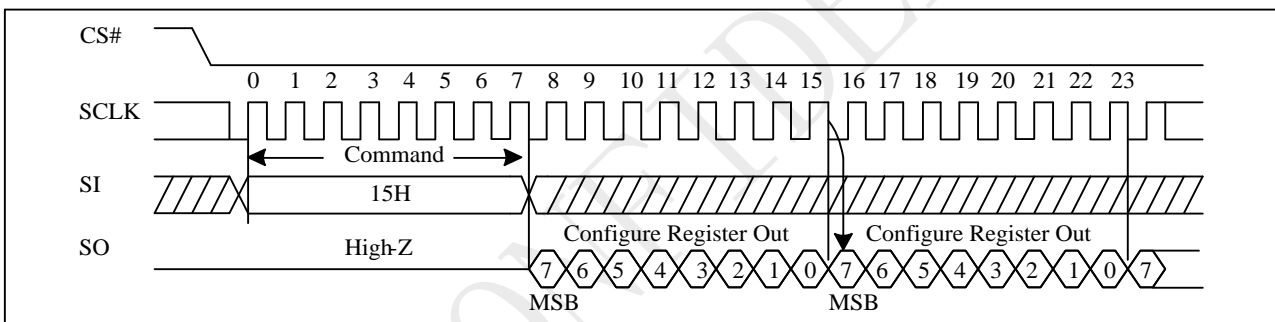 CS#
0 1 2 3 4 5 6 7 8 9 10 11 12 13 14 15 16 17 18 19 20 21 22 23
SCLK
Command
SI
15H
SO
High-Z
Configure Register Out
Configure Register Out
7 6 5 4 3 2 1 0 7 6 5 4 3 2 1 0 7
MSB
MSB